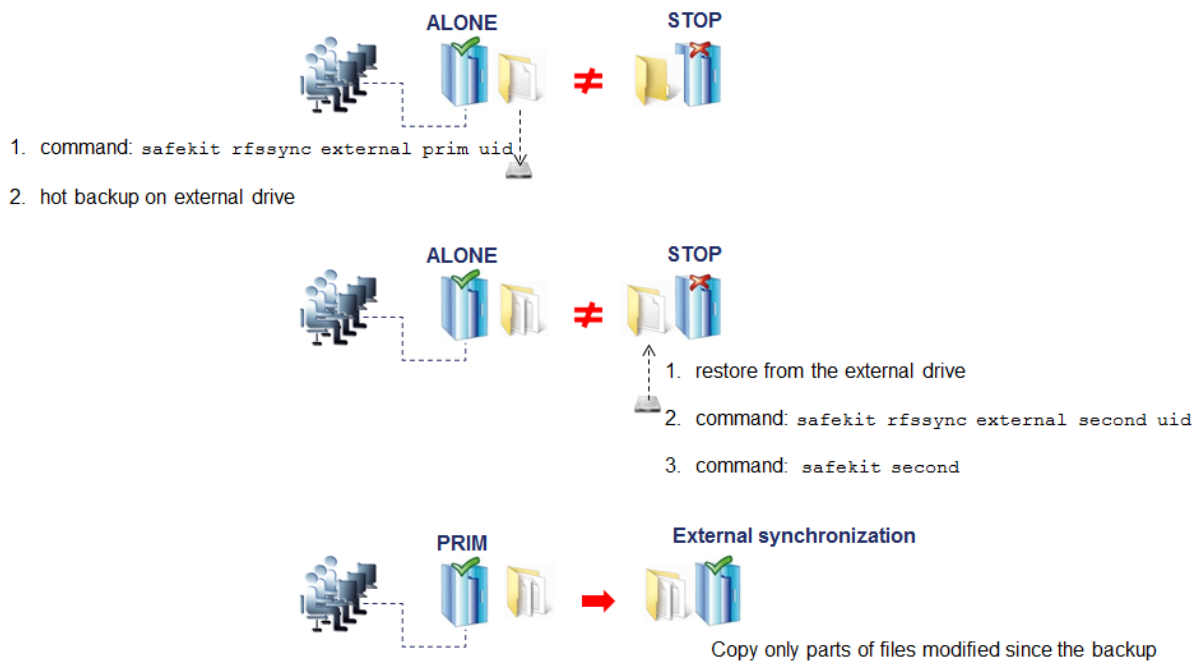 ALONE
STOP
≠
1. command: safekit rfssync external prim uid
2. hot backup on external drive
ALONE
STOP
≠
1. restore from the external drive
2. command: safekit rfssync external second uid
3. command: safekit second
PRIM
External synchronization
Copy only parts of files modified since the backup